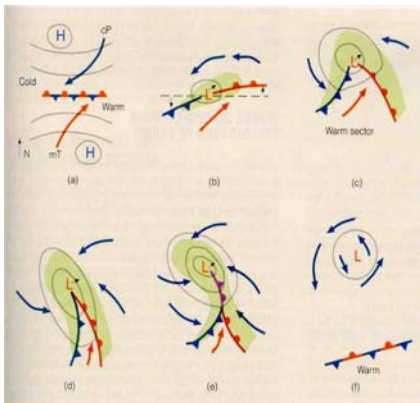 H
cP
Cold
Warm
N
mT
H
(a)
L
(b)
L
Warm sector
(c)
L
(d)
L
(e)
L
Warm
(f)